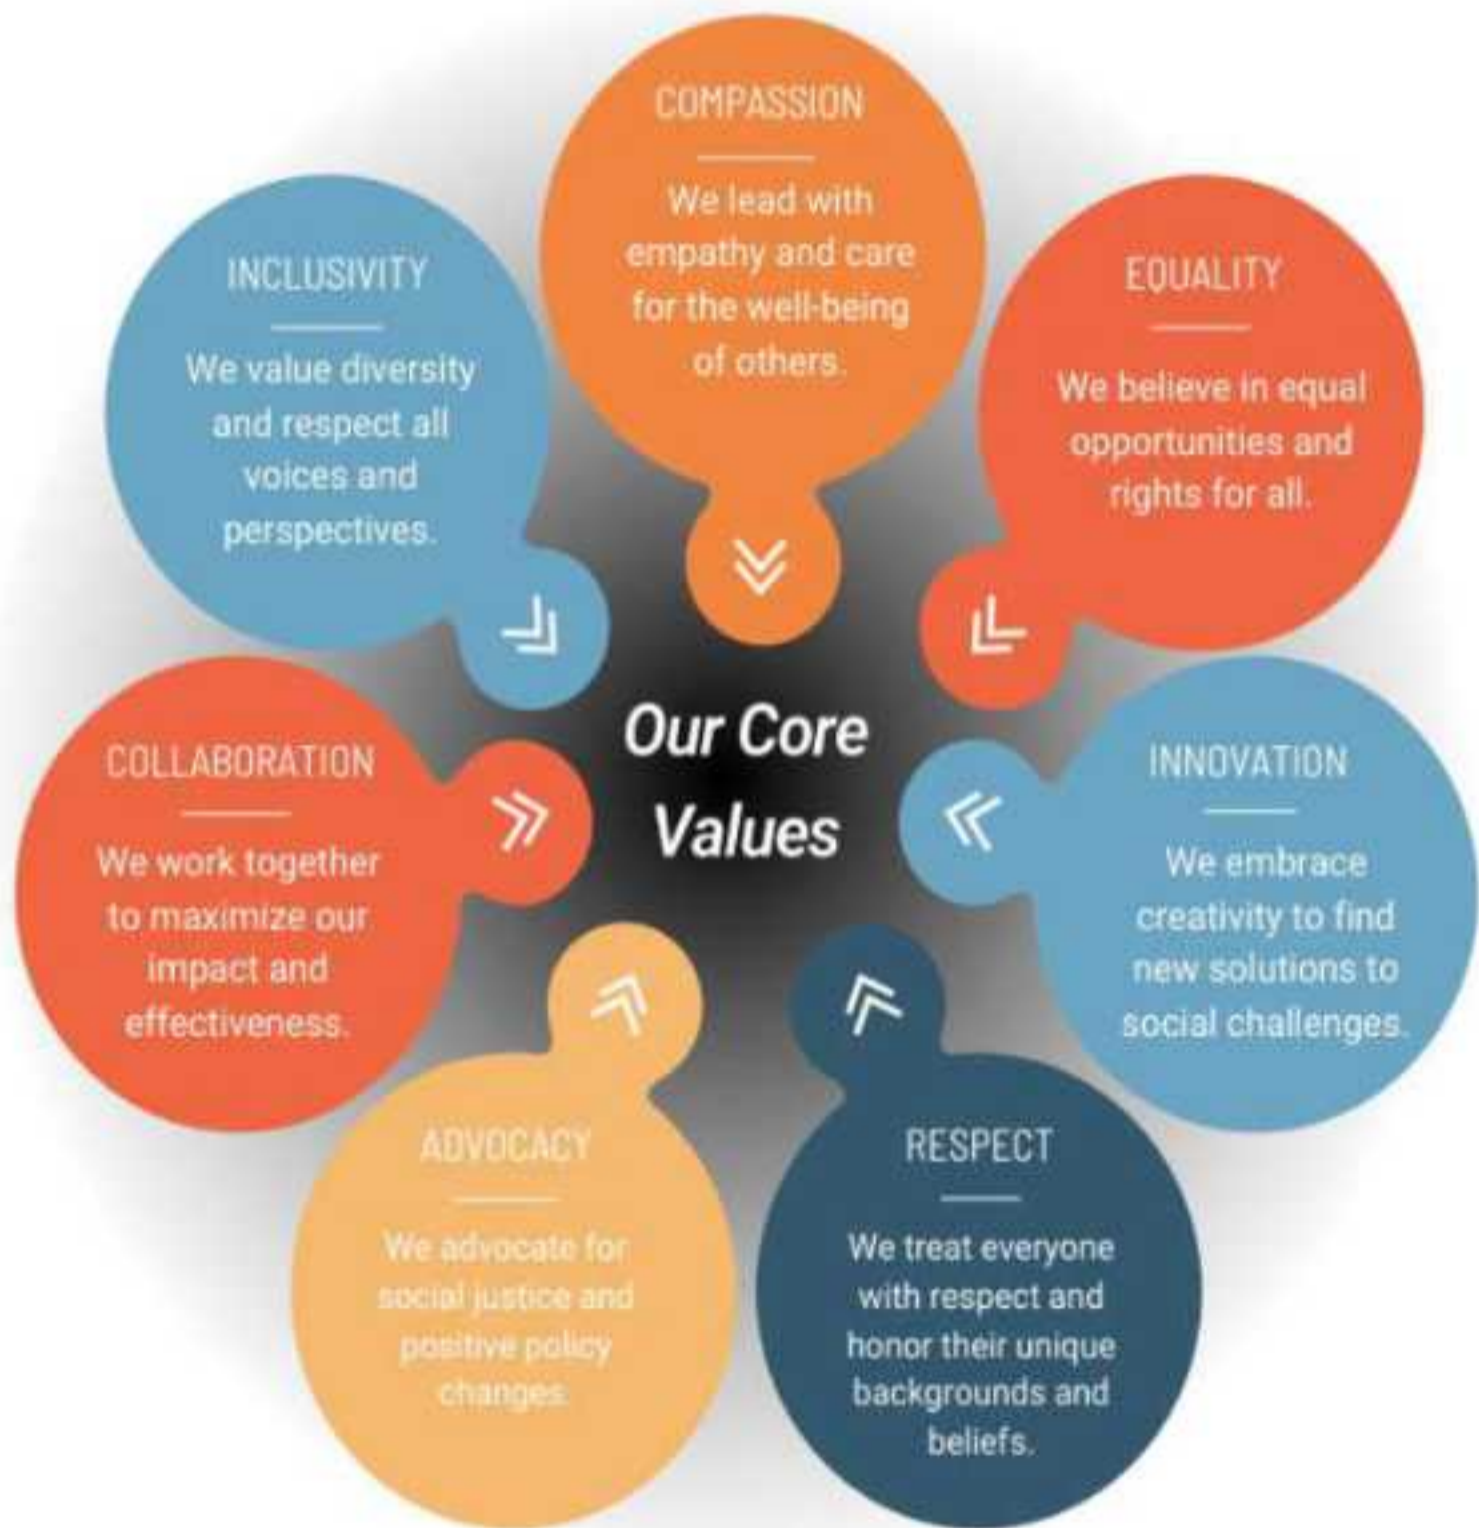 COMPASSION
We lead with
empathy and care
for the well-being
of others.
EQUALITY
We believe in equal
opportunities and
rights for all.
INNOVATION
We embrace
creativity to find
new solutions to
social challenges.
RESPECT
We treat everyone
with respect and
honor their unique
backgrounds and
beliefs.
ADVOCACY
We advocate for
social justice and
positive policy
changes.
COLLABORATION
We work together
to maximize our
impact and
effectiveness.
INCLUSIVITY
We value diversity
and respect all
voices and
perspectives.
Our Core
Values